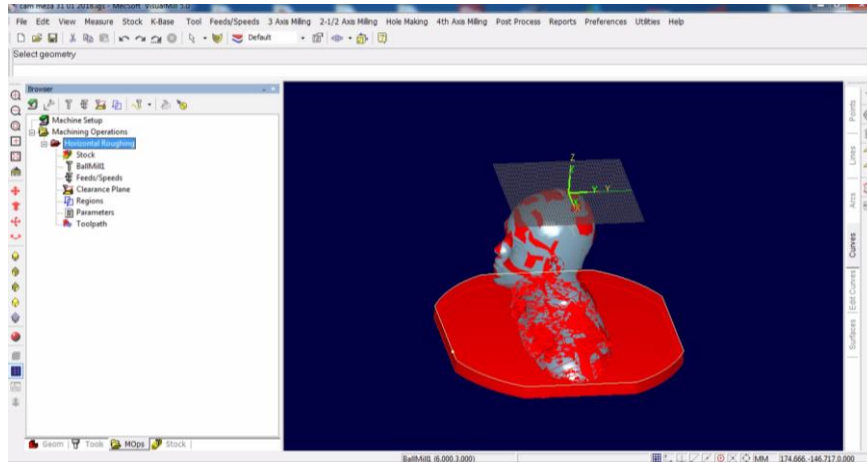 cam meza 31 01 2016.igs - MecSoft VisualMill 5.0
File Edit View Measure Stock K-Base Tool Feeds/Speeds 3 Axis Milling 2-1/2 Axis Milling Hole Making 4th Axis Milling Post Process Reports Preferences Utilities Help
Default
Select geometry
Browser
Machine Setup
Machining Operations
Horizontal Roughing
Stock
BallMill1
Feeds/Speeds
Clearance Plane
Regions
Parameters
Toolpath
Z
Y Y
Points
Lines
Arcs
Curves
Edit Curves
Surfaces
Geom Tools MOps Stock
BallMill1 (6.000,3.000) MM 174.666,-146.717,0.000